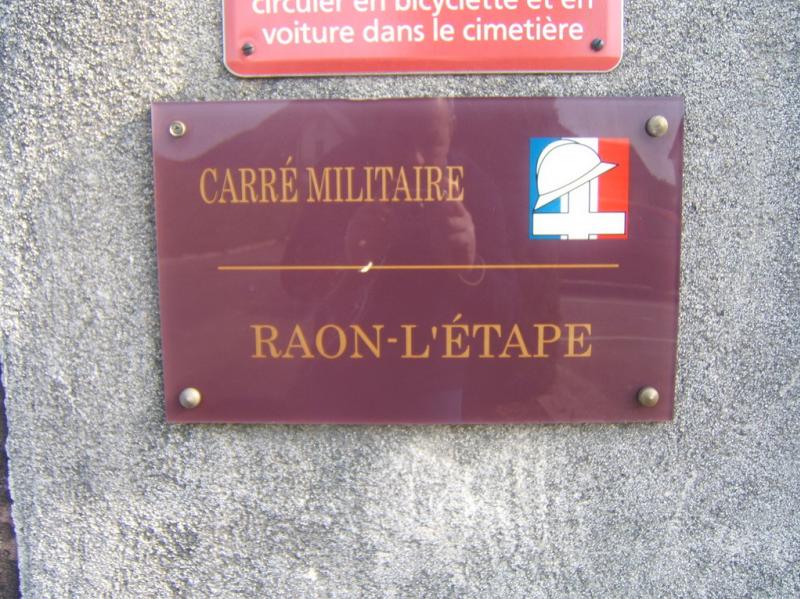 circuler en bicyclette et en
voiture dans le cimetière
CARRÉ MILITAIRE
RAON-L'ÉTAPE